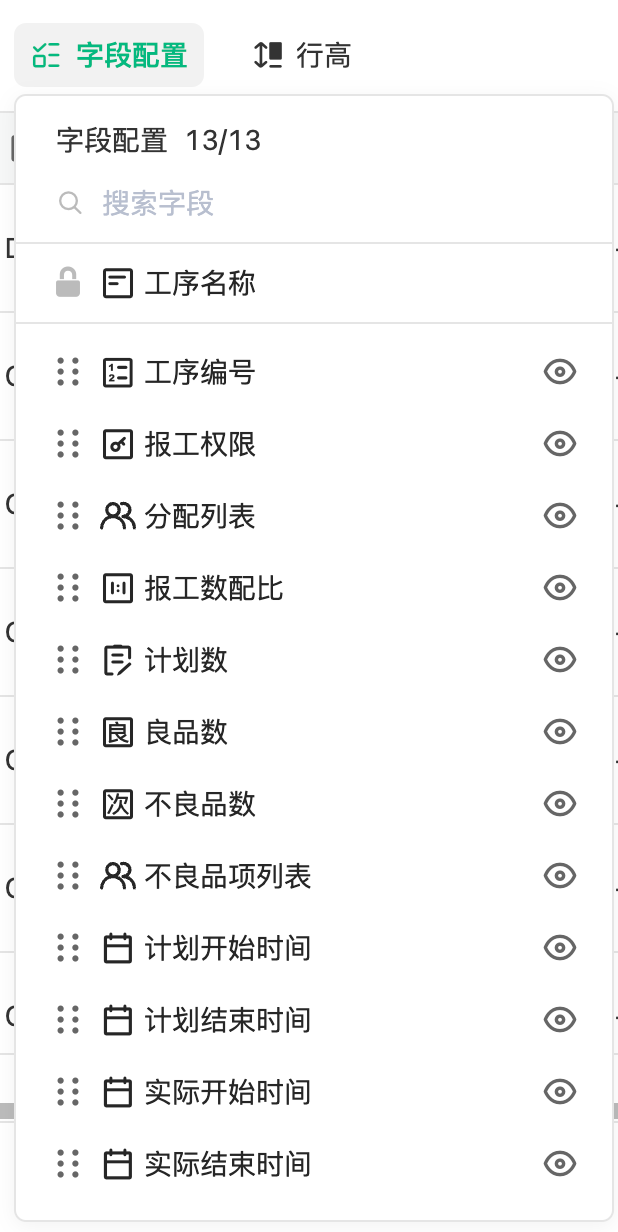 字段配置 行高
字段配置 13/13
搜索字段
工序名称
工序编号
报工权限
分配列表
报工数配比
计划数
良品数
不良品数
不良品项列表
计划开始时间
计划结束时间
实际开始时间
实际结束时间